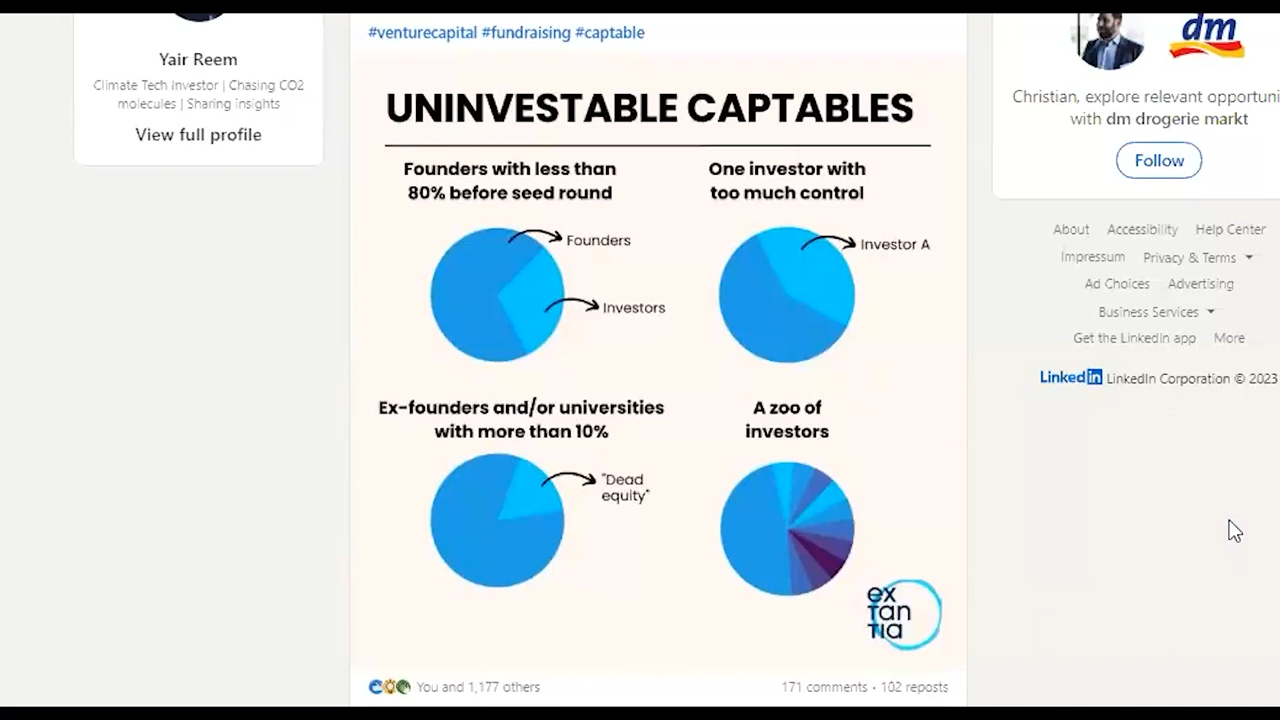 #venturecapital #fundraising #captable
Yair Reem
Climate Tech Investor | Chasing CO2
molecules | Sharing insights
View full profile
UNINVESTABLE CAPTABLES
Founders with less than
80% before seed round
Founders
Investors
One investor with
too much control
Investor A
Ex-founders and/or universities
with more than 10%
"Dead
equity"
A zoo of
investors
ex
tan
tia
You and 1,177 others
171 comments • 102 reposts
dm
Christian, explore relevant
with dm drogerie markt
Follow
About Accessibility Help Center
Impressum Privacy & Terms
Ad Choices Advertising
Business Services
Get the LinkedIn app More
Linked in LinkedIn Corporation © 2023